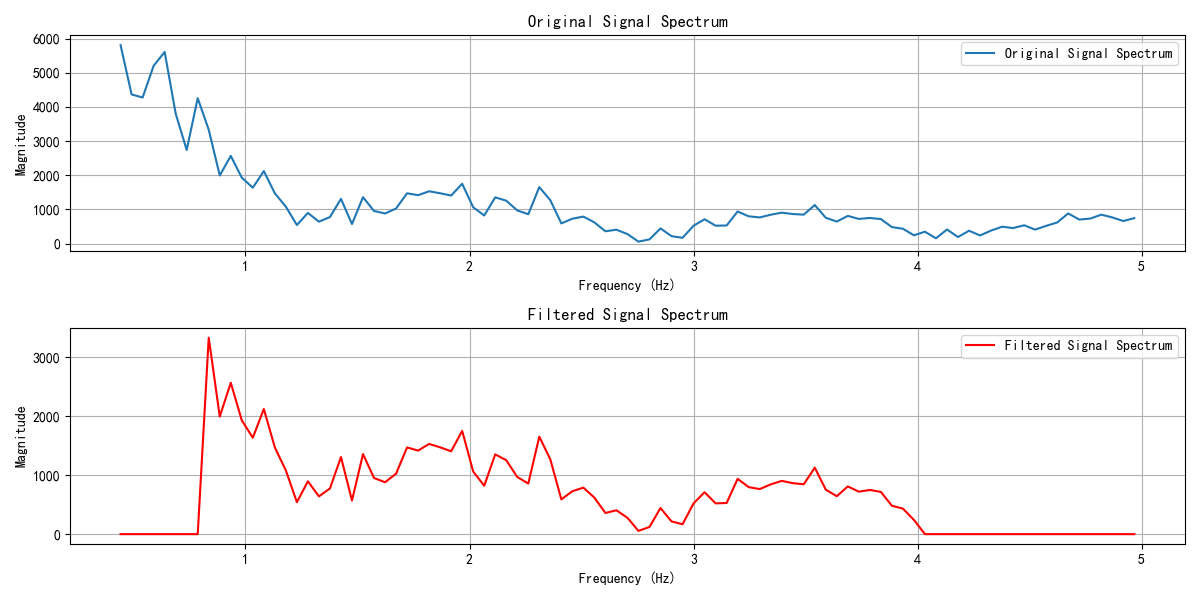 Original Signal Spectrum
6000
5000
4000
3000
2000
1000
0
Magnitude
Original Signal Spectrum
1 2 3 4 5
Frequency (Hz)
Filtered Signal Spectrum
3000
2000
1000
0
Magnitude
Filtered Signal Spectrum
1 2 3 4 5
Frequency (Hz)